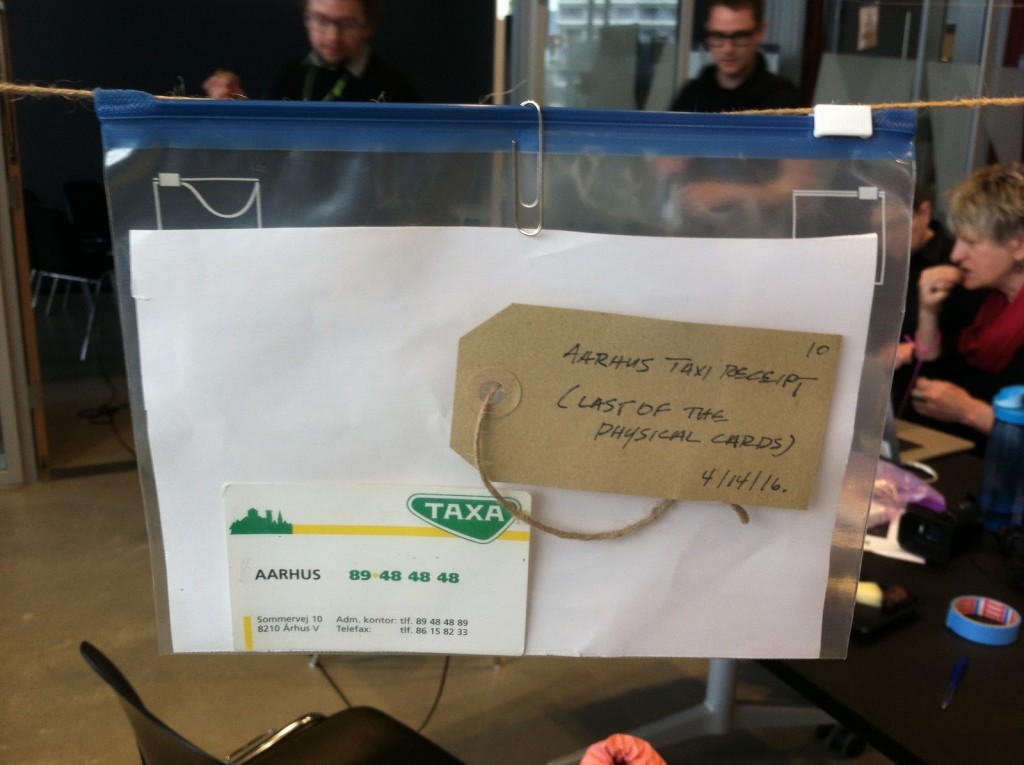 10
AARHUS TAXI RECEIPT
(LAST OF THE
PHYSICAL CARDS)
4/14/16.
TAXA
AARHUS 89•48 48 48
Sommervej 10 Adm. kontor: tlf. 89 48 48 89
8210 Århus V Telefax: tlf. 86 15 82 33